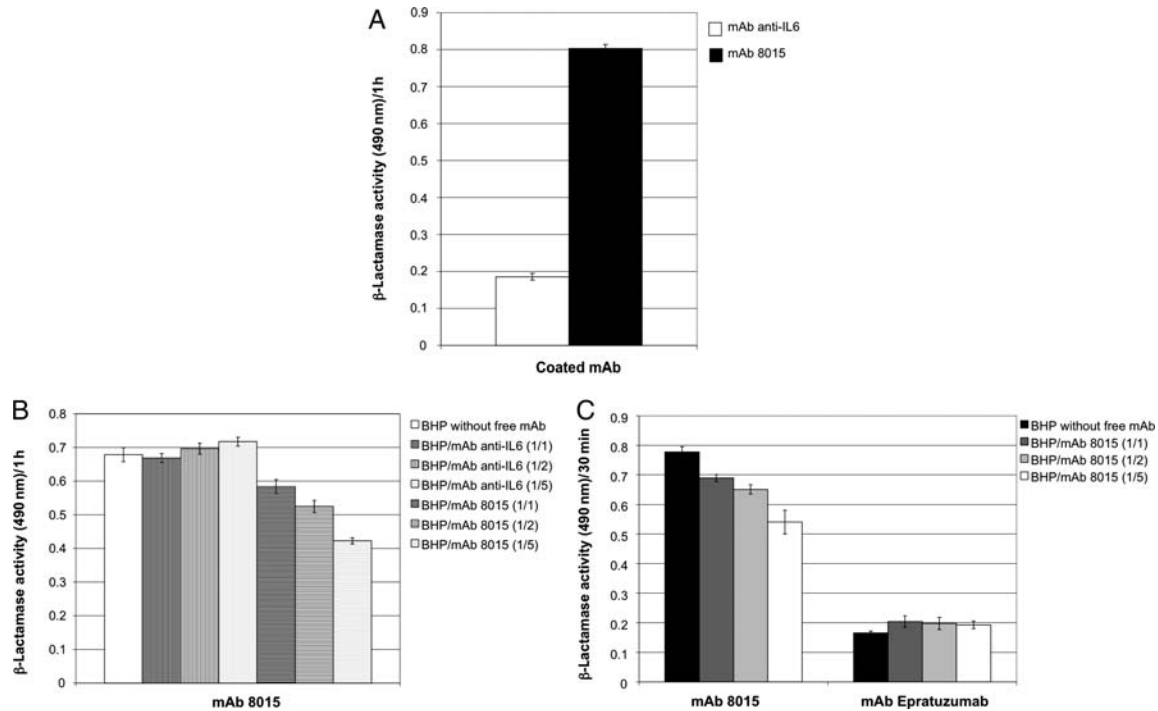 A
0.9
0.8
0.7
0.6
0.5
0.4
0.3
0.2
0.1
0
β-Lactamase activity (490 nm)/1h
Coated mAb
mAb anti-IL6
mAb 8015
B
0.8
0.7
0.6
0.5
0.4
0.3
0.2
0.1
0
β-Lactamase activity (490 nm)/1h
mAb 8015
BHP without free mAb
BHP/mAb anti-IL6 (1/1)
BHP/mAb anti-IL6 (1/2)
BHP/mAb anti-IL6 (1/5)
BHP/mAb 8015 (1/1)
BHP/mAb 8015 (1/2)
BHP/mAb 8015 (1/5)
C
0.9
0.8
0.7
0.6
0.5
0.4
0.3
0.2
0.1
0
β-Lactamase activity (490 nm)/30 min
mAb 8015
mAb Epratuzumab
BHP without free mAb
BHP/mAb 8015 (1/1)
BHP/mAb 8015 (1/2)
BHP/mAb 8015 (1/5)